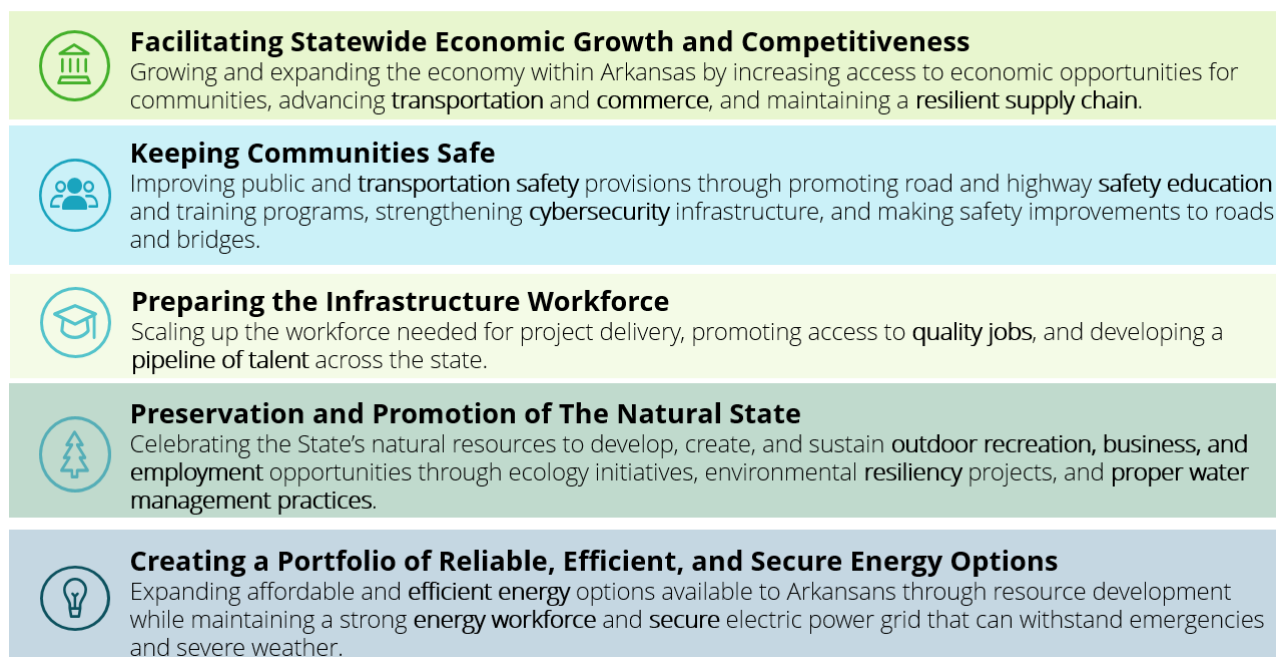 Facilitating Statewide Economic Growth and Competitiveness
Growing and expanding the economy within Arkansas by increasing access to economic opportunities for
communities, advancing transportation and commerce, and maintaining a resilient supply chain.
Keeping Communities Safe
Improving public and transportation safety provisions through promoting road and highway safety education
and training programs, strengthening cybersecurity infrastructure, and making safety improvements to roads
and bridges.
Preparing the Infrastructure Workforce
Scaling up the workforce needed for project delivery, promoting access to quality jobs, and developing a
pipeline of talent across the state.
Preservation and Promotion of The Natural State
Celebrating the State’s natural resources to develop, create, and sustain outdoor recreation, business, and
employment opportunities through ecology initiatives, environmental resiliency projects, and proper water
management practices.
Creating a Portfolio of Reliable, Efficient, and Secure Energy Options
Expanding affordable and efficient energy options available to Arkansans through resource development
while maintaining a strong energy workforce and secure electric power grid that can withstand emergencies
and severe weather.